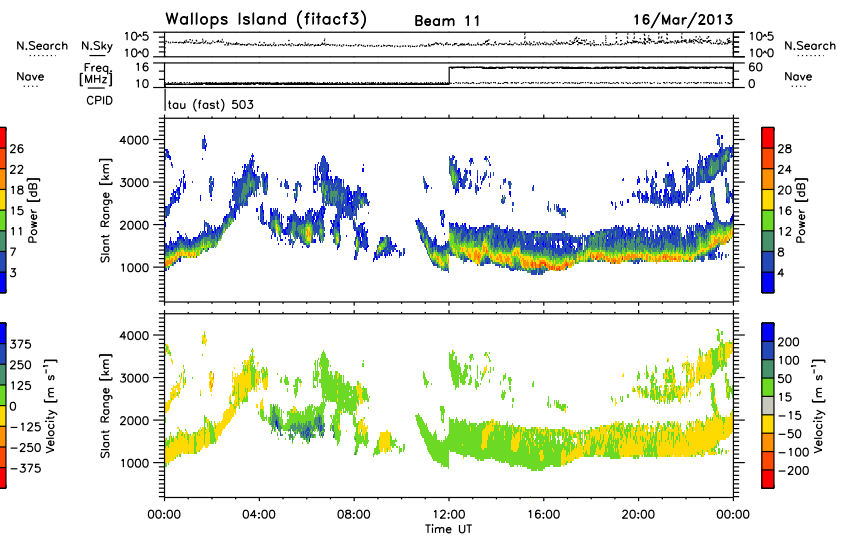 Wallops Island (fitacf3) Beam 11 16/Mar/2013
N.Search N.Sky 10^5 10^0 10^5 10^0 N.Search
Nave Freq. [MHz] 16 10 60 0 Nave
CPID tau (fast) 503
Power [dB] 26 22 18 15 11 7 3
Slant Range [km] 4000 3000 2000 1000
28 24 20 16 12 8 4 Power [dB]
375 250 125 0 -125 -250 -375 Velocity [m s⁻¹]
Slant Range [km] 4000 3000 2000 1000
200 100 50 15 -15 -50 -100 -200 Velocity [m s⁻¹]
00:00 04:00 08:00 12:00 16:00 20:00 00:00
Time UT